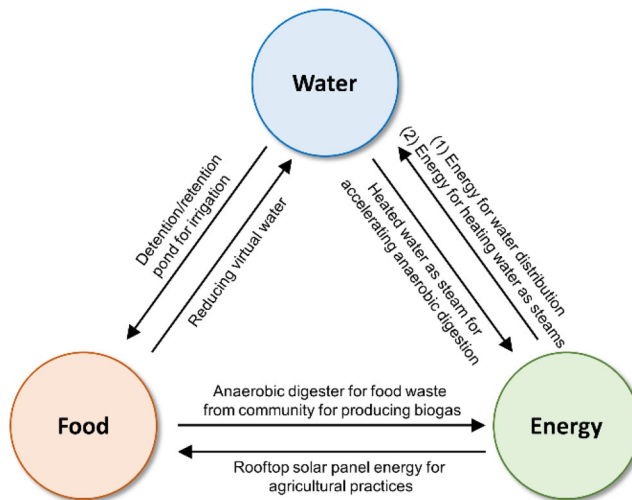 Water
Detention/retention
pond for irrigation
Reducing virtual water
(1) Energy for water distribution
(2) Energy for heating water as steams
Heated water as steam for
accelerating anaerobic digestion
Food
Anaerobic digester for food waste
from community for producing biogas
Energy
Rooftop solar panel energy for
agricultural practices